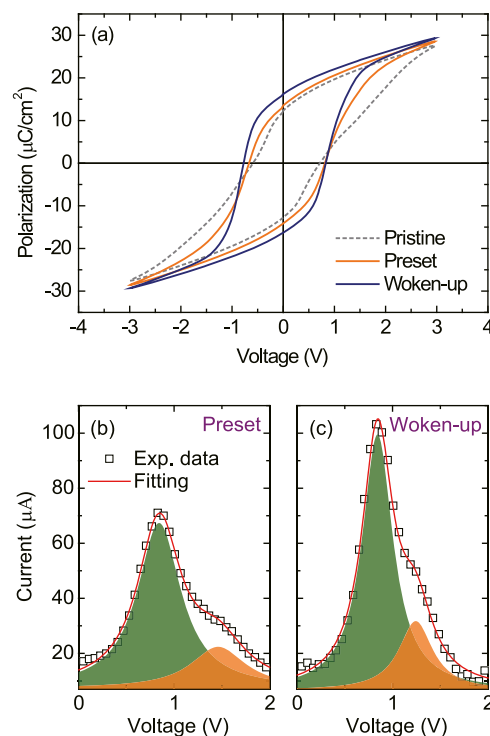 (a)
30
20
10
0
-10
-20
-30
Polarization (μC/cm²)
-4 -3 -2 -1 0 1 2 3 4
Voltage (V)
Pristine
Preset
Woken-up
(b) Preset
Exp. data
Fitting
100
80
60
40
20
Current (μA)
0 1 2
Voltage (V)
(c) Woken-up
0 1 2
Voltage (V)